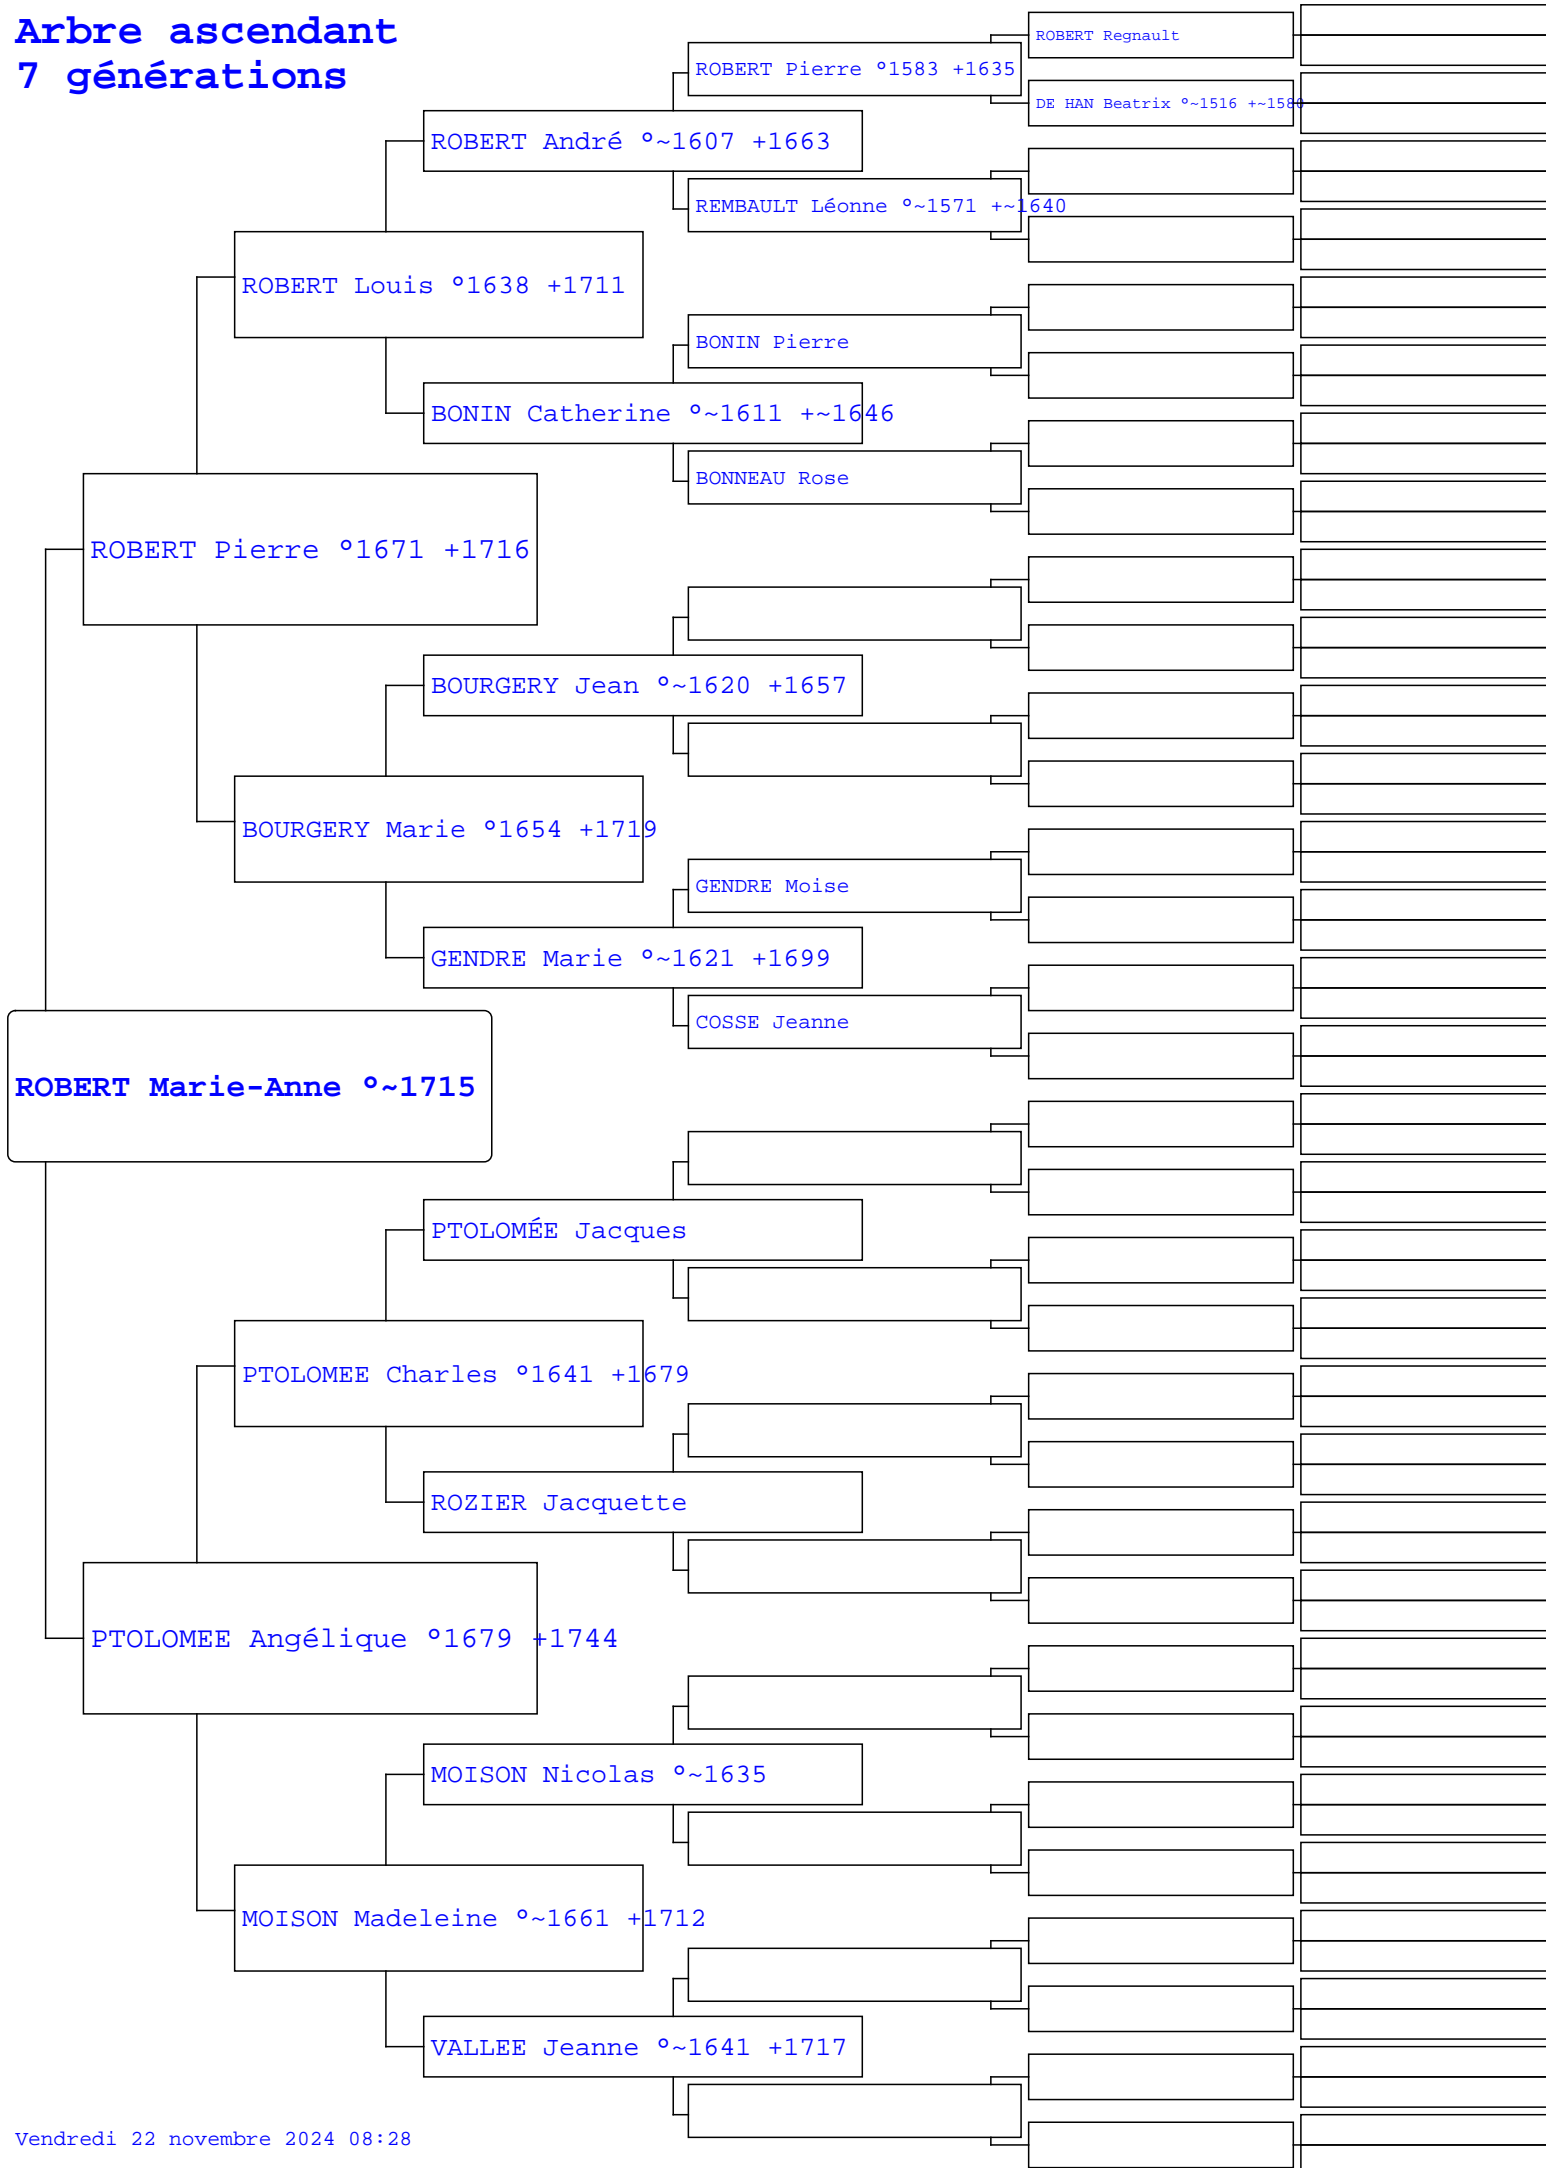 Arbre ascendant
7 générations
ROBERT Regnault
ROBERT Pierre °1583 +1635
DE HAN Beatrix °~1516 +~1580
ROBERT André °~1607 +1663
REMBAULT Léonne °~1571 +~1640
ROBERT Louis °1638 +1711
BONIN Pierre
BONIN Catherine °~1611 +~1646
BONNEAU Rose
ROBERT Pierre °1671 +1716
BOURGERY Jean °~1620 +1657
BOURGERY Marie °1654 +1719
GENDRE Moise
GENDRE Marie °~1621 +1699
COSSE Jeanne
ROBERT Marie-Anne °~1715
PTOLOMÉE Jacques
PTOLOMEE Charles °1641 +1679
ROZIER Jacquette
PTOLOMEE Angélique °1679 +1744
MOISON Nicolas °~1635
MOISON Madeleine °~1661 +1712
VALLEE Jeanne °~1641 +1717
Vendredi 22 novembre 2024 08:28